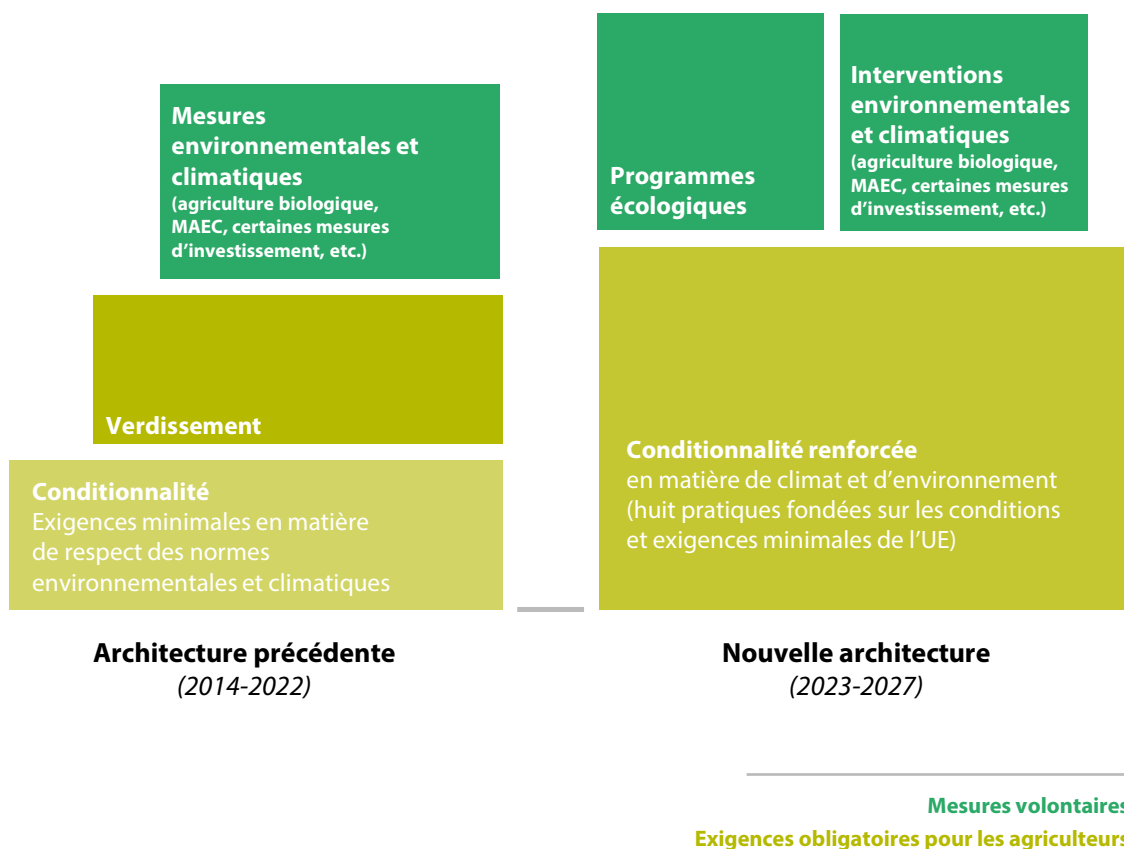 Mesures
environnementales et
climatiques
(agriculture biologique,
MAEC, certaines mesures
d'investissement, etc.)
Verdissement
Conditionnalité
Exigences minimales en matière
de respect des normes
environnementales et climatiques
Architecture précédente
(2014-2022)
Programmes
écologiques
Interventions
environnementales
et climatiques
(agriculture biologique,
MAEC, certaines mesures
d'investissement, etc.)
Conditionnalité renforcée
en matière de climat et d'environnement
(huit pratiques fondées sur les conditions
et exigences minimales de l'UE)
Nouvelle architecture
(2023-2027)
Mesures volontaires
Exigences obligatoires pour les agriculteurs